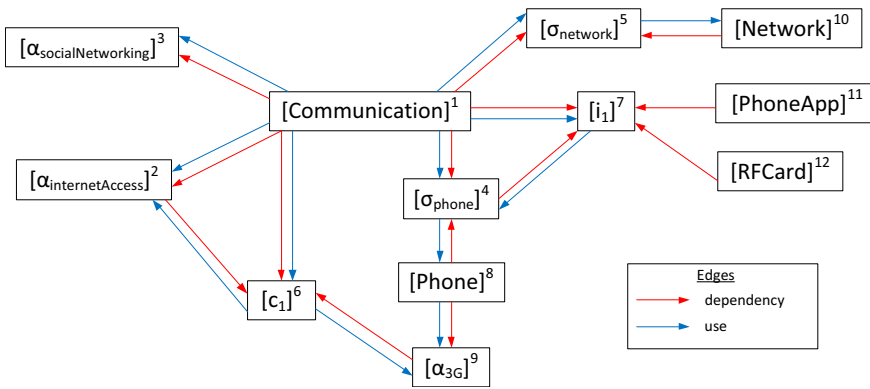 [σnetwork]5
[Network]10
[αsocialNetworking]3
[Communication]1
[i1]7
[PhoneApp]11
[RFCard]12
[αinternetAccess]2
[σphone]4
[c1]6
[Phone]8
[α3G]9
Edges
dependency
use